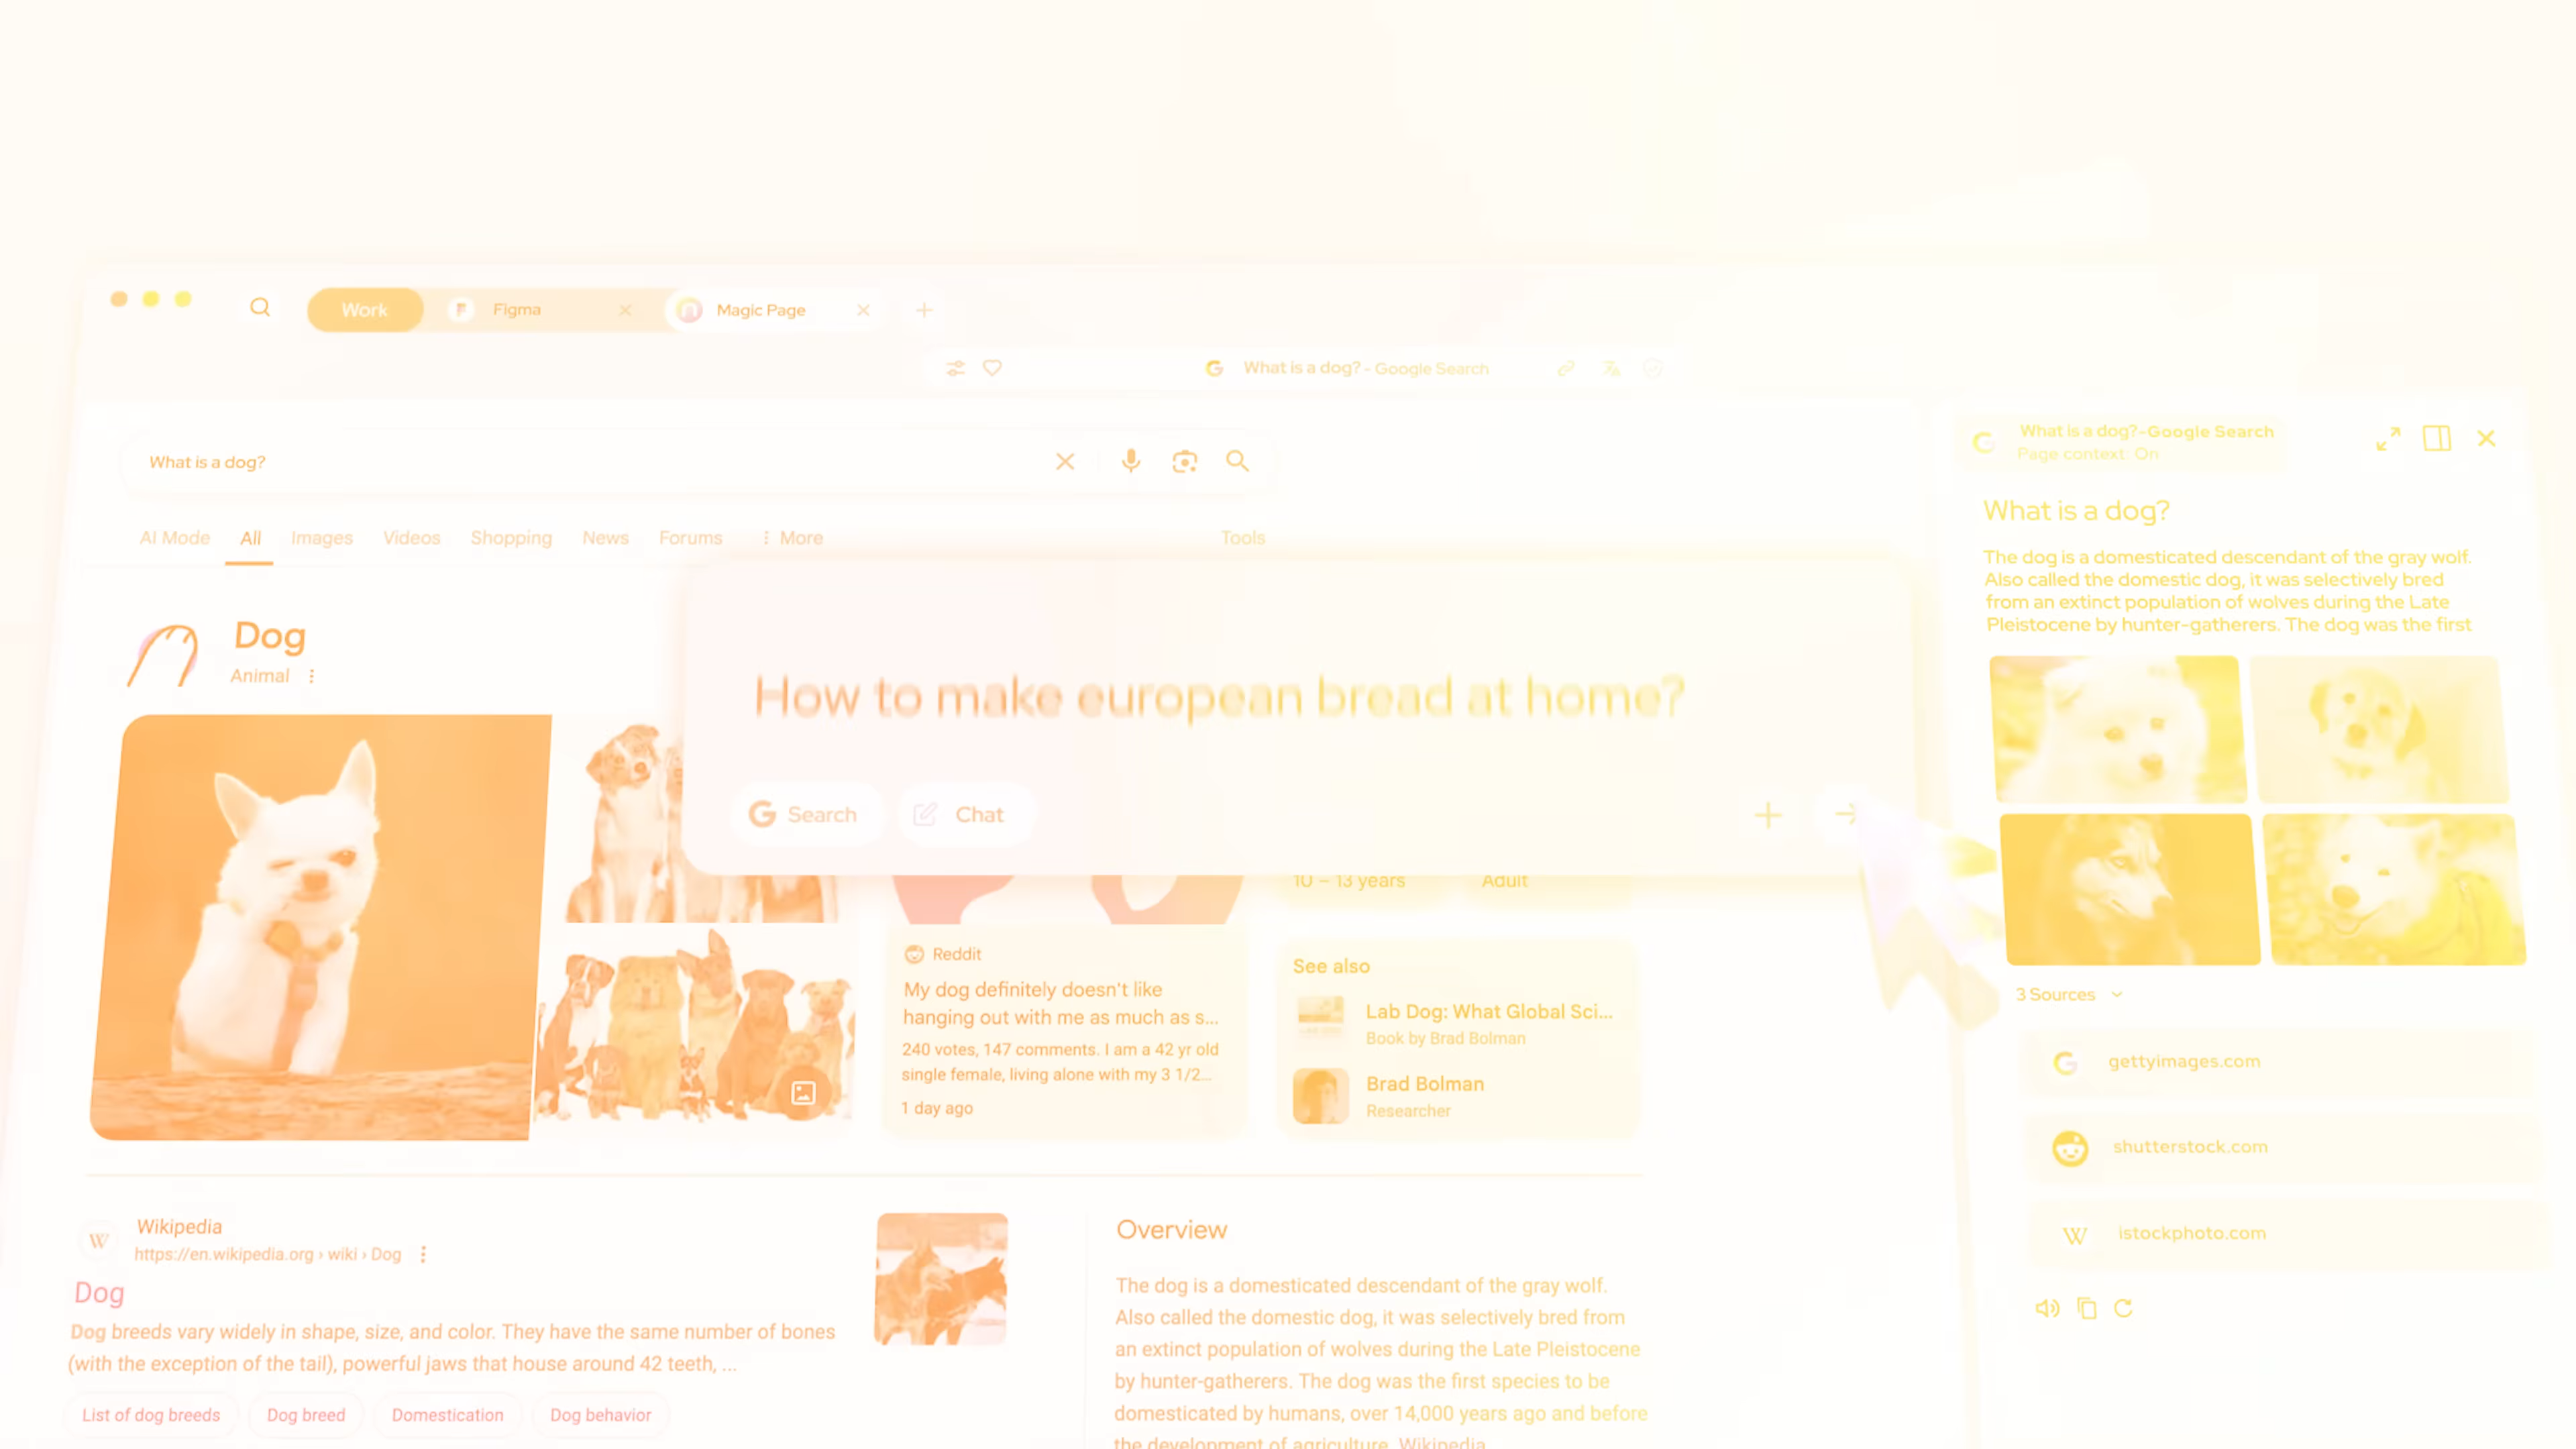 Work
F
Figma
Magic Page
What is a dog? - Google Search
What is a dog?
AI Mode
All
Images
Videos
Shopping
News
Forums
More
Tools
Dog
Animal
How to make european bread at home?
Search
Chat
10 – 13 years
Adult
Reddit
My dog definitely doesn't like
hanging out with me as much as s...
240 votes, 147 comments. I am a 42 yr old
single female, living alone with my 3 1/2...
1 day ago
See also
Lab Dog: What Global Sci...
Book by Brad Bolman
Brad Bolman
Researcher
W
Wikipedia
https://en.wikipedia.org › wiki › Dog
Dog
Dog breeds vary widely in shape, size, and color. They have the same number of bones
(with the exception of the tail), powerful jaws that house around 42 teeth, ...
List of dog breeds
Dog breed
Domestication
Dog behavior
Overview
The dog is a domesticated descendant of the gray wolf.
Also called the domestic dog, it was selectively bred from
an extinct population of wolves during the Late Pleistocene
by hunter-gatherers. The dog was the first species to be
domesticated by humans, over 14,000 years ago and before
the development of agriculture. Wikipedia
What is a dog?-Google Search
Page context: On
What is a dog?
The dog is a domesticated descendant of the gray wolf.
Also called the domestic dog, it was selectively bred
from an extinct population of wolves during the Late
Pleistocene by hunter-gatherers. The dog was the first
3 Sources
gettyimages.com
shutterstock.com
W
istockphoto.com